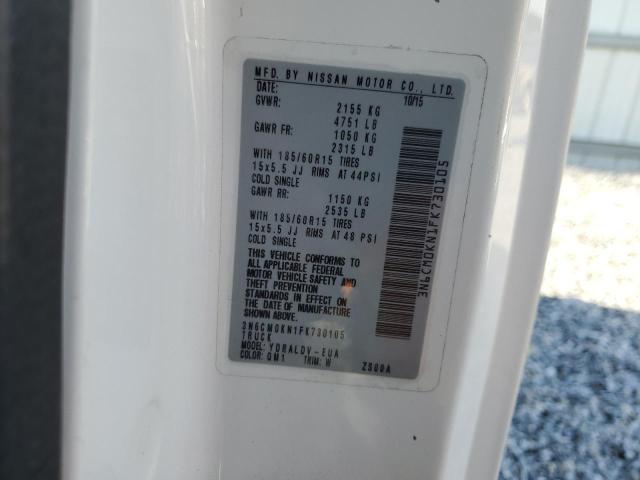 MFD. BY NISSAN MOTOR CO., LTD.
DATE: 10/15
GVWR: 2155 KG
4751 LB
GAWR FR: 1050 KG
2315 LB
WITH 185/60R15 TIRES
15x5.5 JJ RIMS AT 44PSI
COLD SINGLE
GAWR RR: 1150 KG
2535 LB
WITH 185/60R15 TIRES
15x5.5 JJ RIMS AT 48 PSI
COLD SINGLE
THIS VEHICLE CONFORMS TO
ALL APPLICABLE FEDERAL
MOTOR VEHICLE SAFETY AND
THEFT PREVENTION
STANDARDS IN EFFECT ON
THE DATE OF MANUFACTURE
SHOWN ABOVE.
3N6CM0KN1FK730105
TRUCK
MODEL: YDRALDV-EUA
COLOR: QM1 TRIM: W ZS00A
3N6CM0KN1FK730105